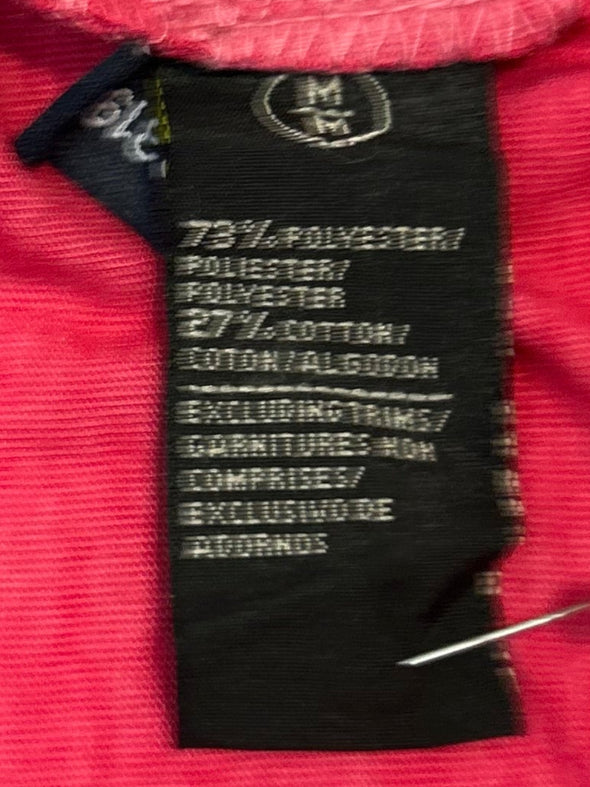 M
M
73% POLYESTER/
POLIESTER/
POLYESTER
27% COTTON/
COTON/ALGODON
EXCLUDING TRIMS/
GARNITURES NON
COMPRISES/
EXCLUSIVO DE
ADORNOS